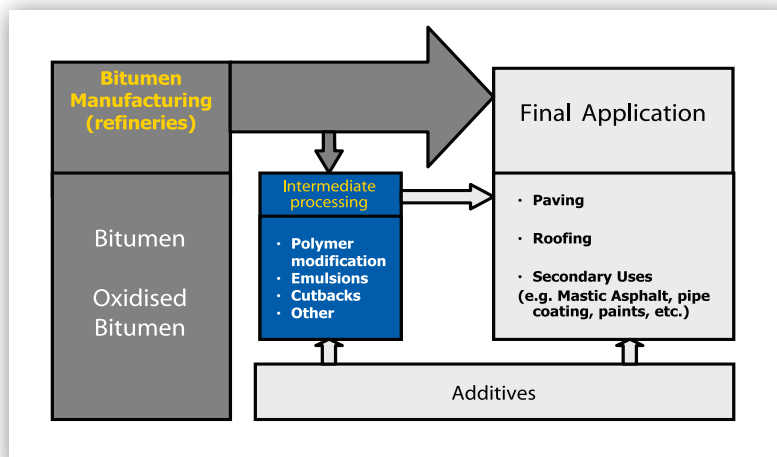 Bitumen
Manufacturing
(refineries)
Bitumen
Oxidised
Bitumen
Intermediate
processing
· Polymer
modification
· Emulsions
· Cutbacks
· Other
Final Application
· Paving
· Roofing
· Secondary Uses
(e.g. Mastic Asphalt, pipe
coating, paints, etc.)
Additives